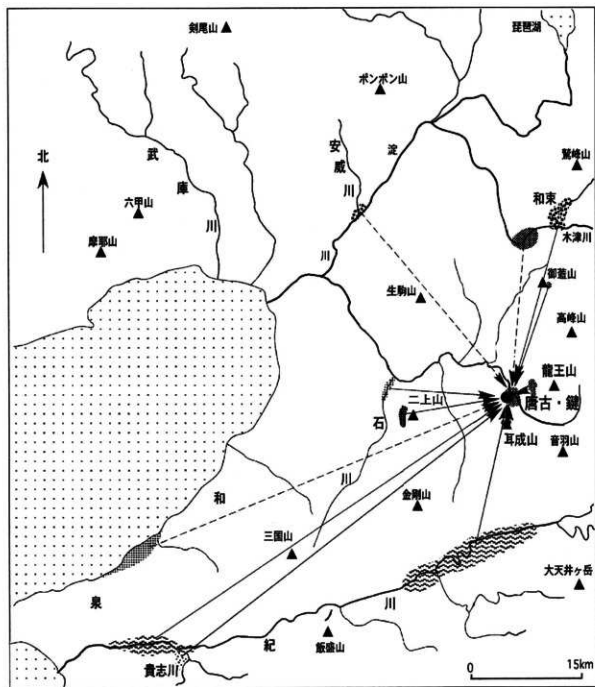 剣尾山
琵琶湖
ポンポン山
北
武庫川
安威川
淀川
鷲峰山
和束
六甲山
摩耶山
木津川
御蓋山
生駒山
高峰山
龍王山
唐古・鍵
二上山
石川
耳成山
音羽山
和泉
金剛山
三国山
大天井ヶ岳
紀ノ川
飯盛山
貴志川
0 15km